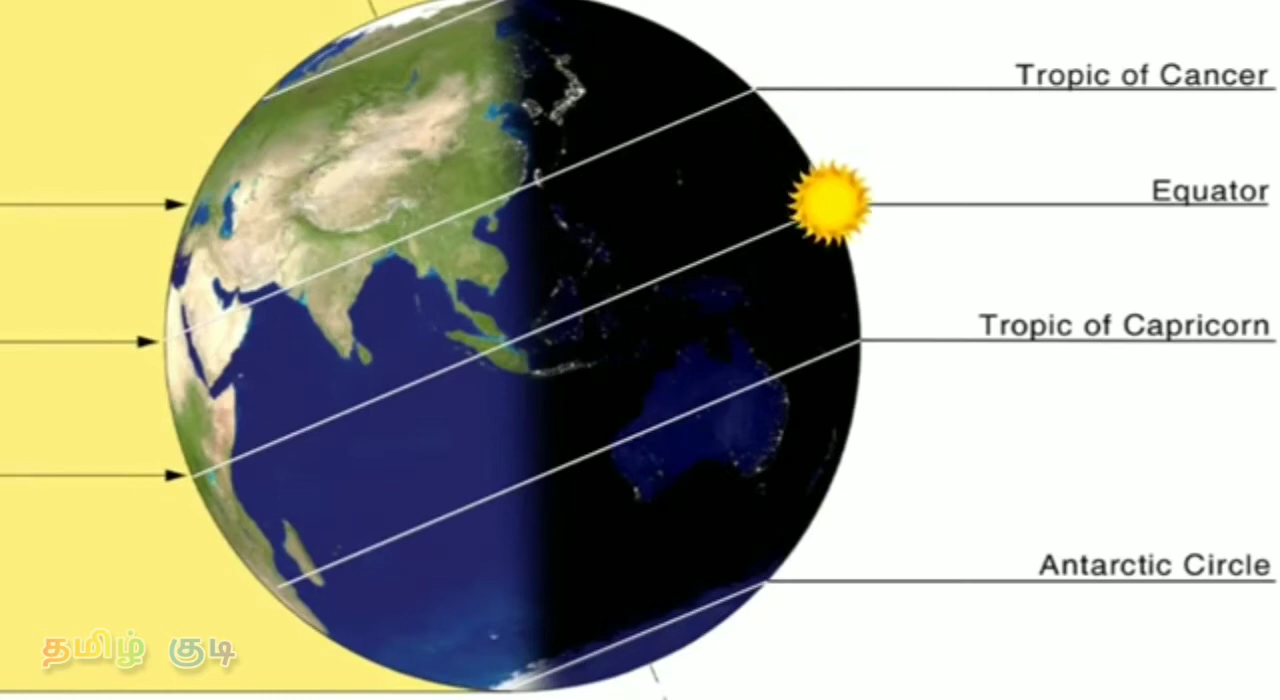 Tropic of Cancer
Equator
Tropic of Capricorn
Antarctic Circle
தமிழ் குடி